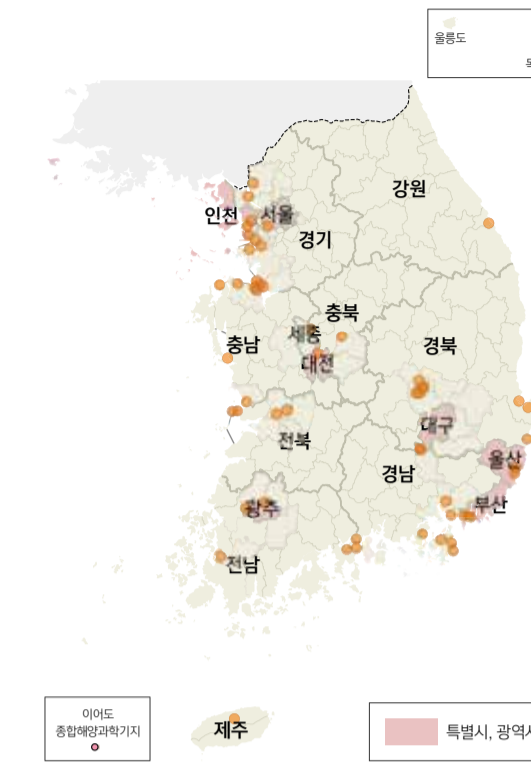 울릉도
독
강원
인천
서울
경기
충북
세종
충남
경북
대전
대구
전북
울산
경남
부산
광주
전남
이어도
종합해양과학기지
제주
특별시, 광역시